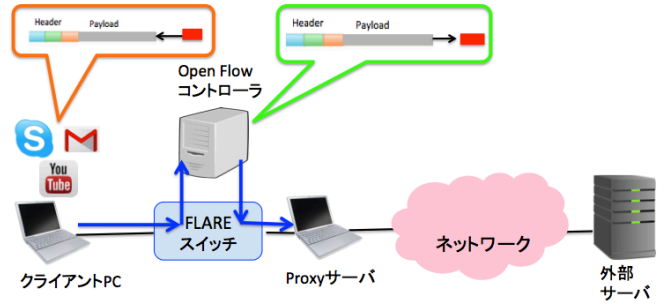 Header
Payload
Header
Payload
Open Flow
コントローラ
S
M
You
Tube
FLARE
スイッチ
クライアントPC
Proxyサーバ
ネットワーク
外部
サーバ